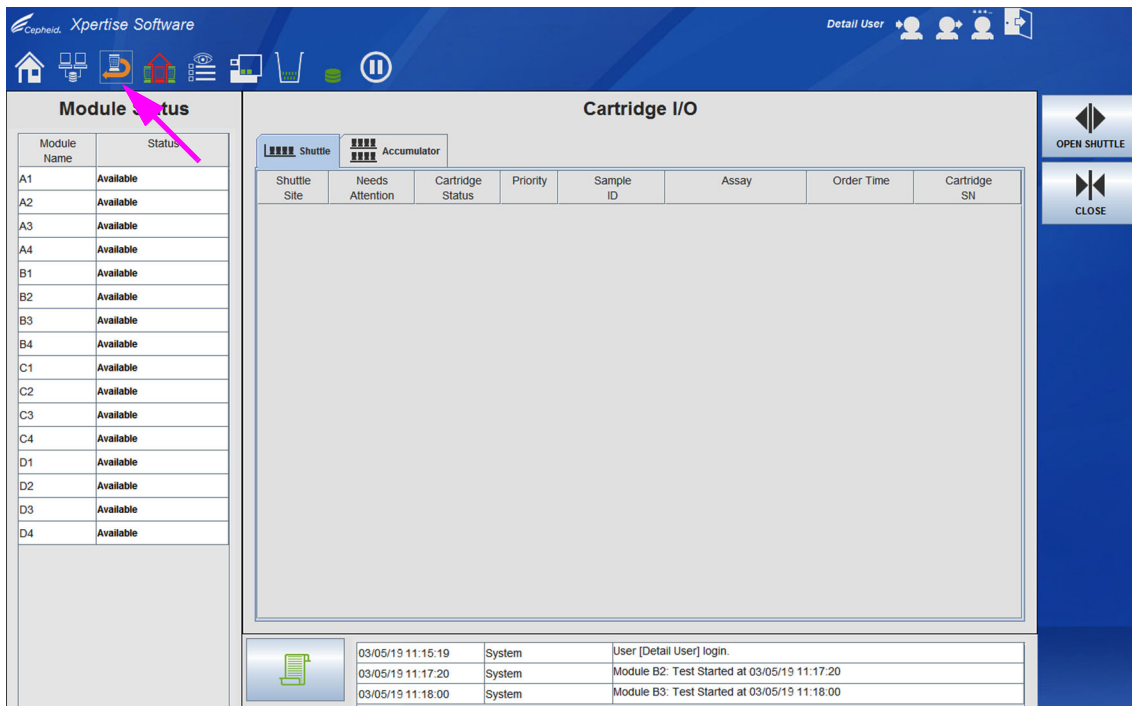 Cepheid. Xpertise Software
Detail User
Module Status
Module Name
Status
A1 Available
A2 Available
A3 Available
A4 Available
B1 Available
B2 Available
B3 Available
B4 Available
C1 Available
C2 Available
C3 Available
C4 Available
D1 Available
D2 Available
D3 Available
D4 Available
Cartridge I/O
Shuttle
Accumulator
Shuttle Site
Needs Attention
Cartridge Status
Priority
Sample ID
Assay
Order Time
Cartridge SN
03/05/19 11:15:19 System User [Detail User] login.
03/05/19 11:17:20 System Module B2: Test Started at 03/05/19 11:17:20
03/05/19 11:18:00 System Module B3: Test Started at 03/05/19 11:18:00
OPEN SHUTTLE
CLOSE